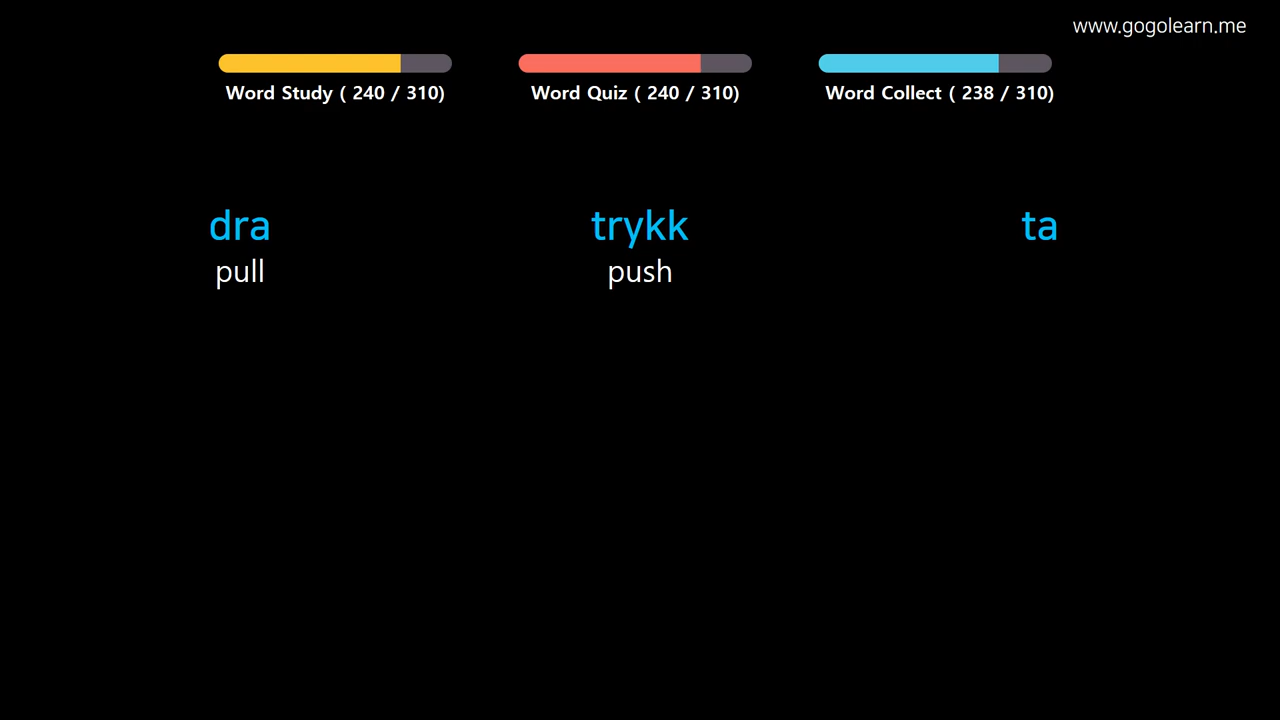 www.gogolearn.me
Word Study ( 240 / 310)
Word Quiz ( 240 / 310)
Word Collect ( 238 / 310)
dra
trykk
ta
pull
push